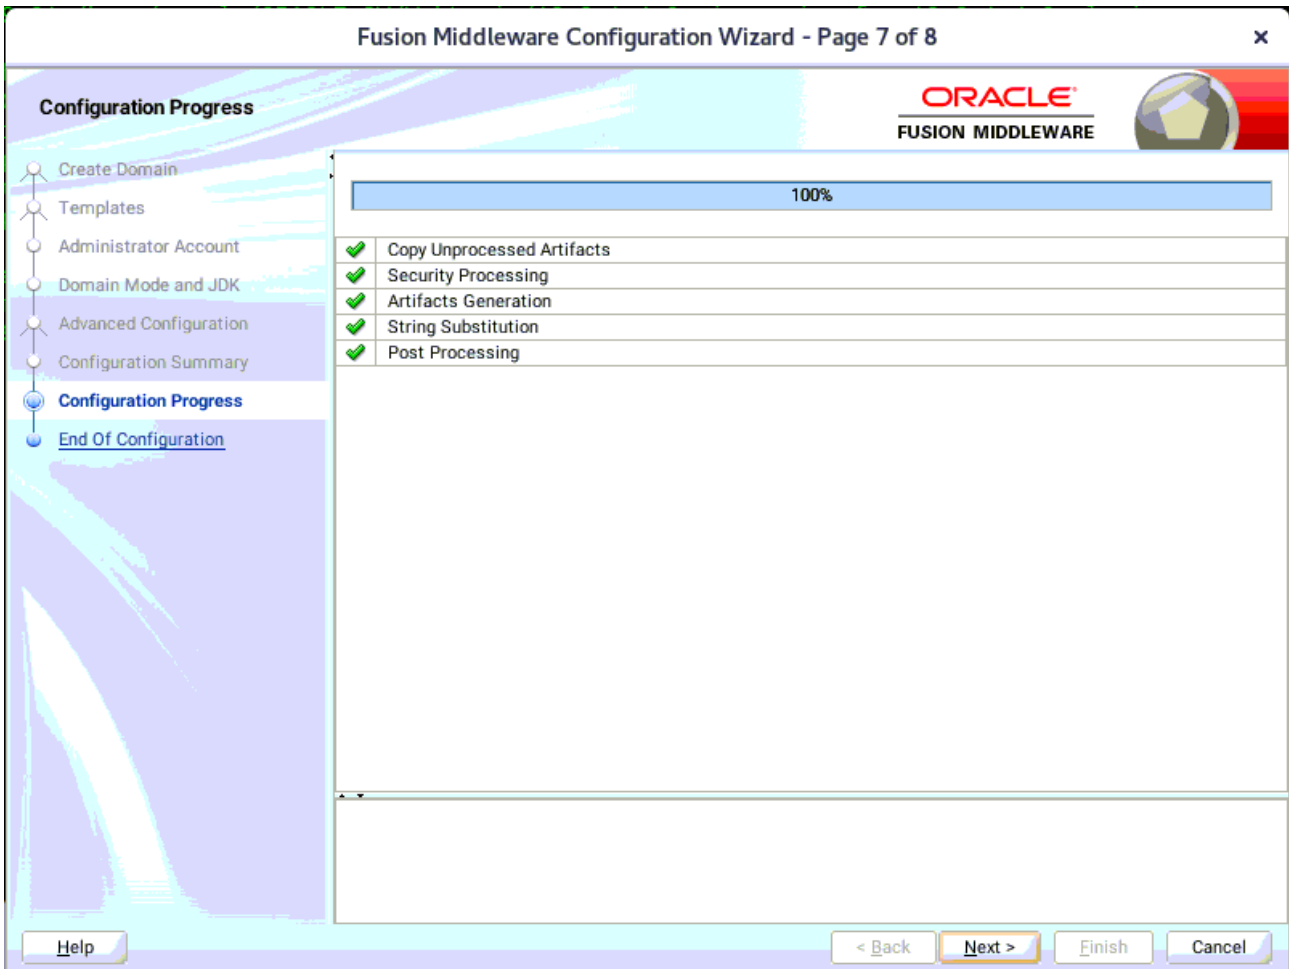 Fusion Middleware Configuration Wizard - Page 7 of 8
Configuration Progress
ORACLE
FUSION MIDDLEWARE
Create Domain
Templates
Administrator Account
Domain Mode and JDK
Advanced Configuration
Configuration Summary
Configuration Progress
End Of Configuration
100%
Copy Unprocessed Artifacts
Security Processing
Artifacts Generation
String Substitution
Post Processing
Help
< Back
Next >
Finish
Cancel